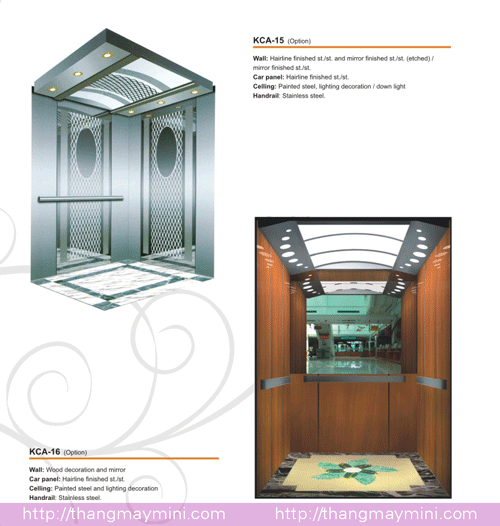 KCA-15 (Option)
Wall: Hairline finished st./st. and mirror finished st./st. (etched) /
mirror finished st./st.
Car panel: Hairline finished st./st.
Celling: Painted steel, lighting decoration / down light
Handrail: Stainless steel.
KCA-16 (Option)
Wall: Wood decoration and mirror
Car panel: Hairline finished st./st.
Celling: Painted steel and lighting decoration
Handrail: Stainless steel.
http://thangmaymini.com http://thangmaymini.com